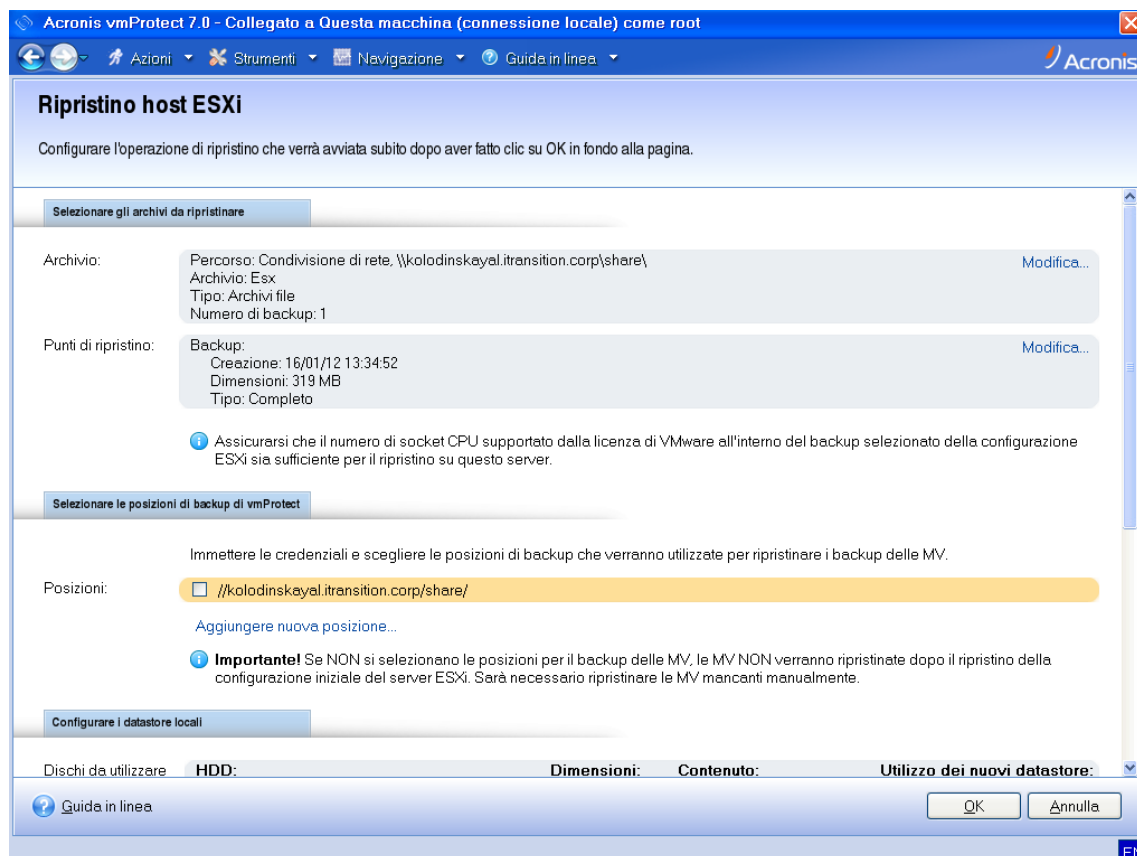 Acronis vmProtect 7.0 - Collegato a Questa macchina (connessione locale) come root
Azioni Strumenti Navigazione Guida in linea Acronis
Ripristino host ESXi
Configurare l'operazione di ripristino che verrà avviata subito dopo aver fatto clic su OK in fondo alla pagina.
Selezionare gli archivi da ripristinare
Archivio: Percorso: Condivisione di rete, \\kolodinskayal.itransition.corp\share\ Modifica...
Archivio: Esx
Tipo: Archivi file
Numero di backup: 1
Punti di ripristino: Backup: Modifica...
Creazione: 16/01/12 13:34:52
Dimensioni: 319 MB
Tipo: Completo
Assicurarsi che il numero di socket CPU supportato dalla licenza di VMware all'interno del backup selezionato della configurazione
ESXi sia sufficiente per il ripristino su questo server.
Selezionare le posizioni di backup di vmProtect
Immettere le credenziali e scegliere le posizioni di backup che verranno utilizzate per ripristinare i backup delle MV.
Posizioni: //kolodinskayal.itransition.corp/share/
Aggiungere nuova posizione...
Importante! Se NON si selezionano le posizioni per il backup delle MV, le MV NON verranno ripristinate dopo il ripristino della
configurazione iniziale del server ESXi. Sarà necessario ripristinare le MV mancanti manualmente.
Configurare i datastore locali
Dischi da utilizzare HDD: Dimensioni: Contenuto: Utilizzo dei nuovi datastore:
Guida in linea OK Annulla
EN